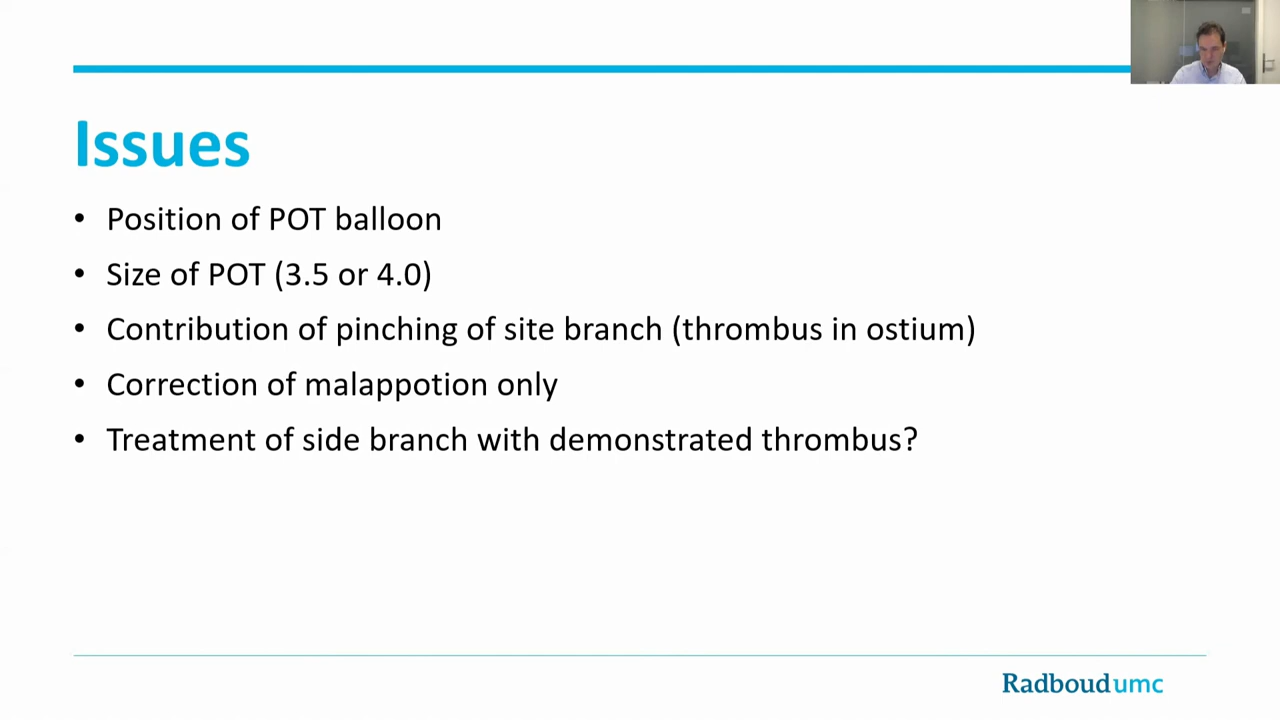 Issues
• Position of POT balloon
• Size of POT (3.5 or 4.0)
• Contribution of pinching of site branch (thrombus in ostium)
• Correction of malappotion only
• Treatment of side branch with demonstrated thrombus?
Radboudumc